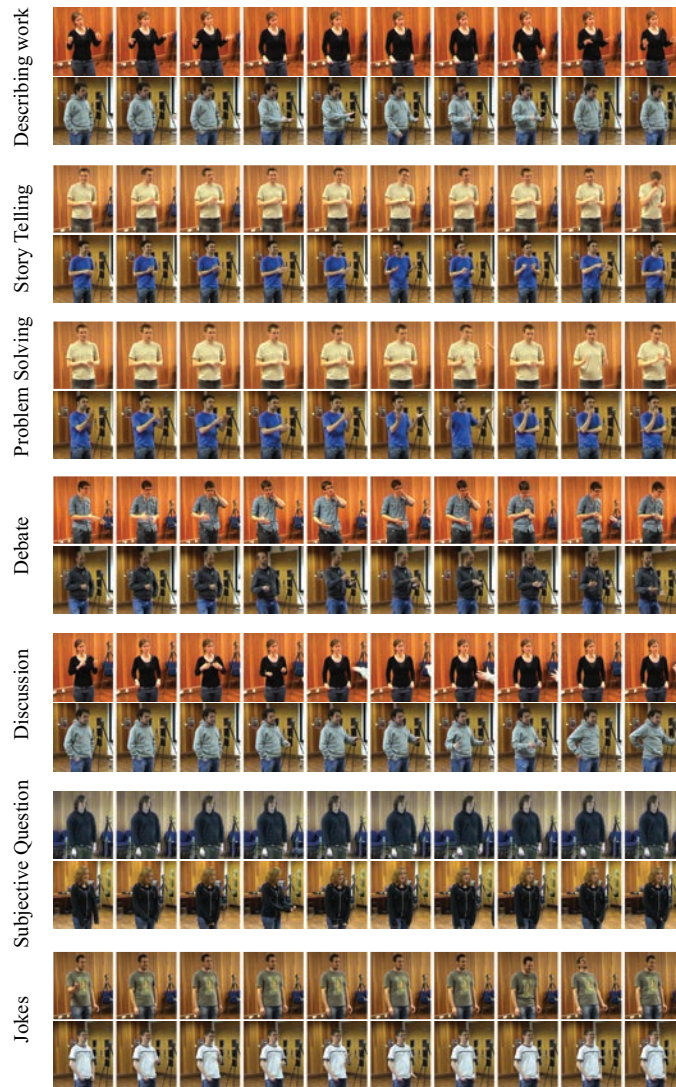 Describing work
Story Telling
Problem Solving
Debate
Discussion
Subjective Question
Jokes